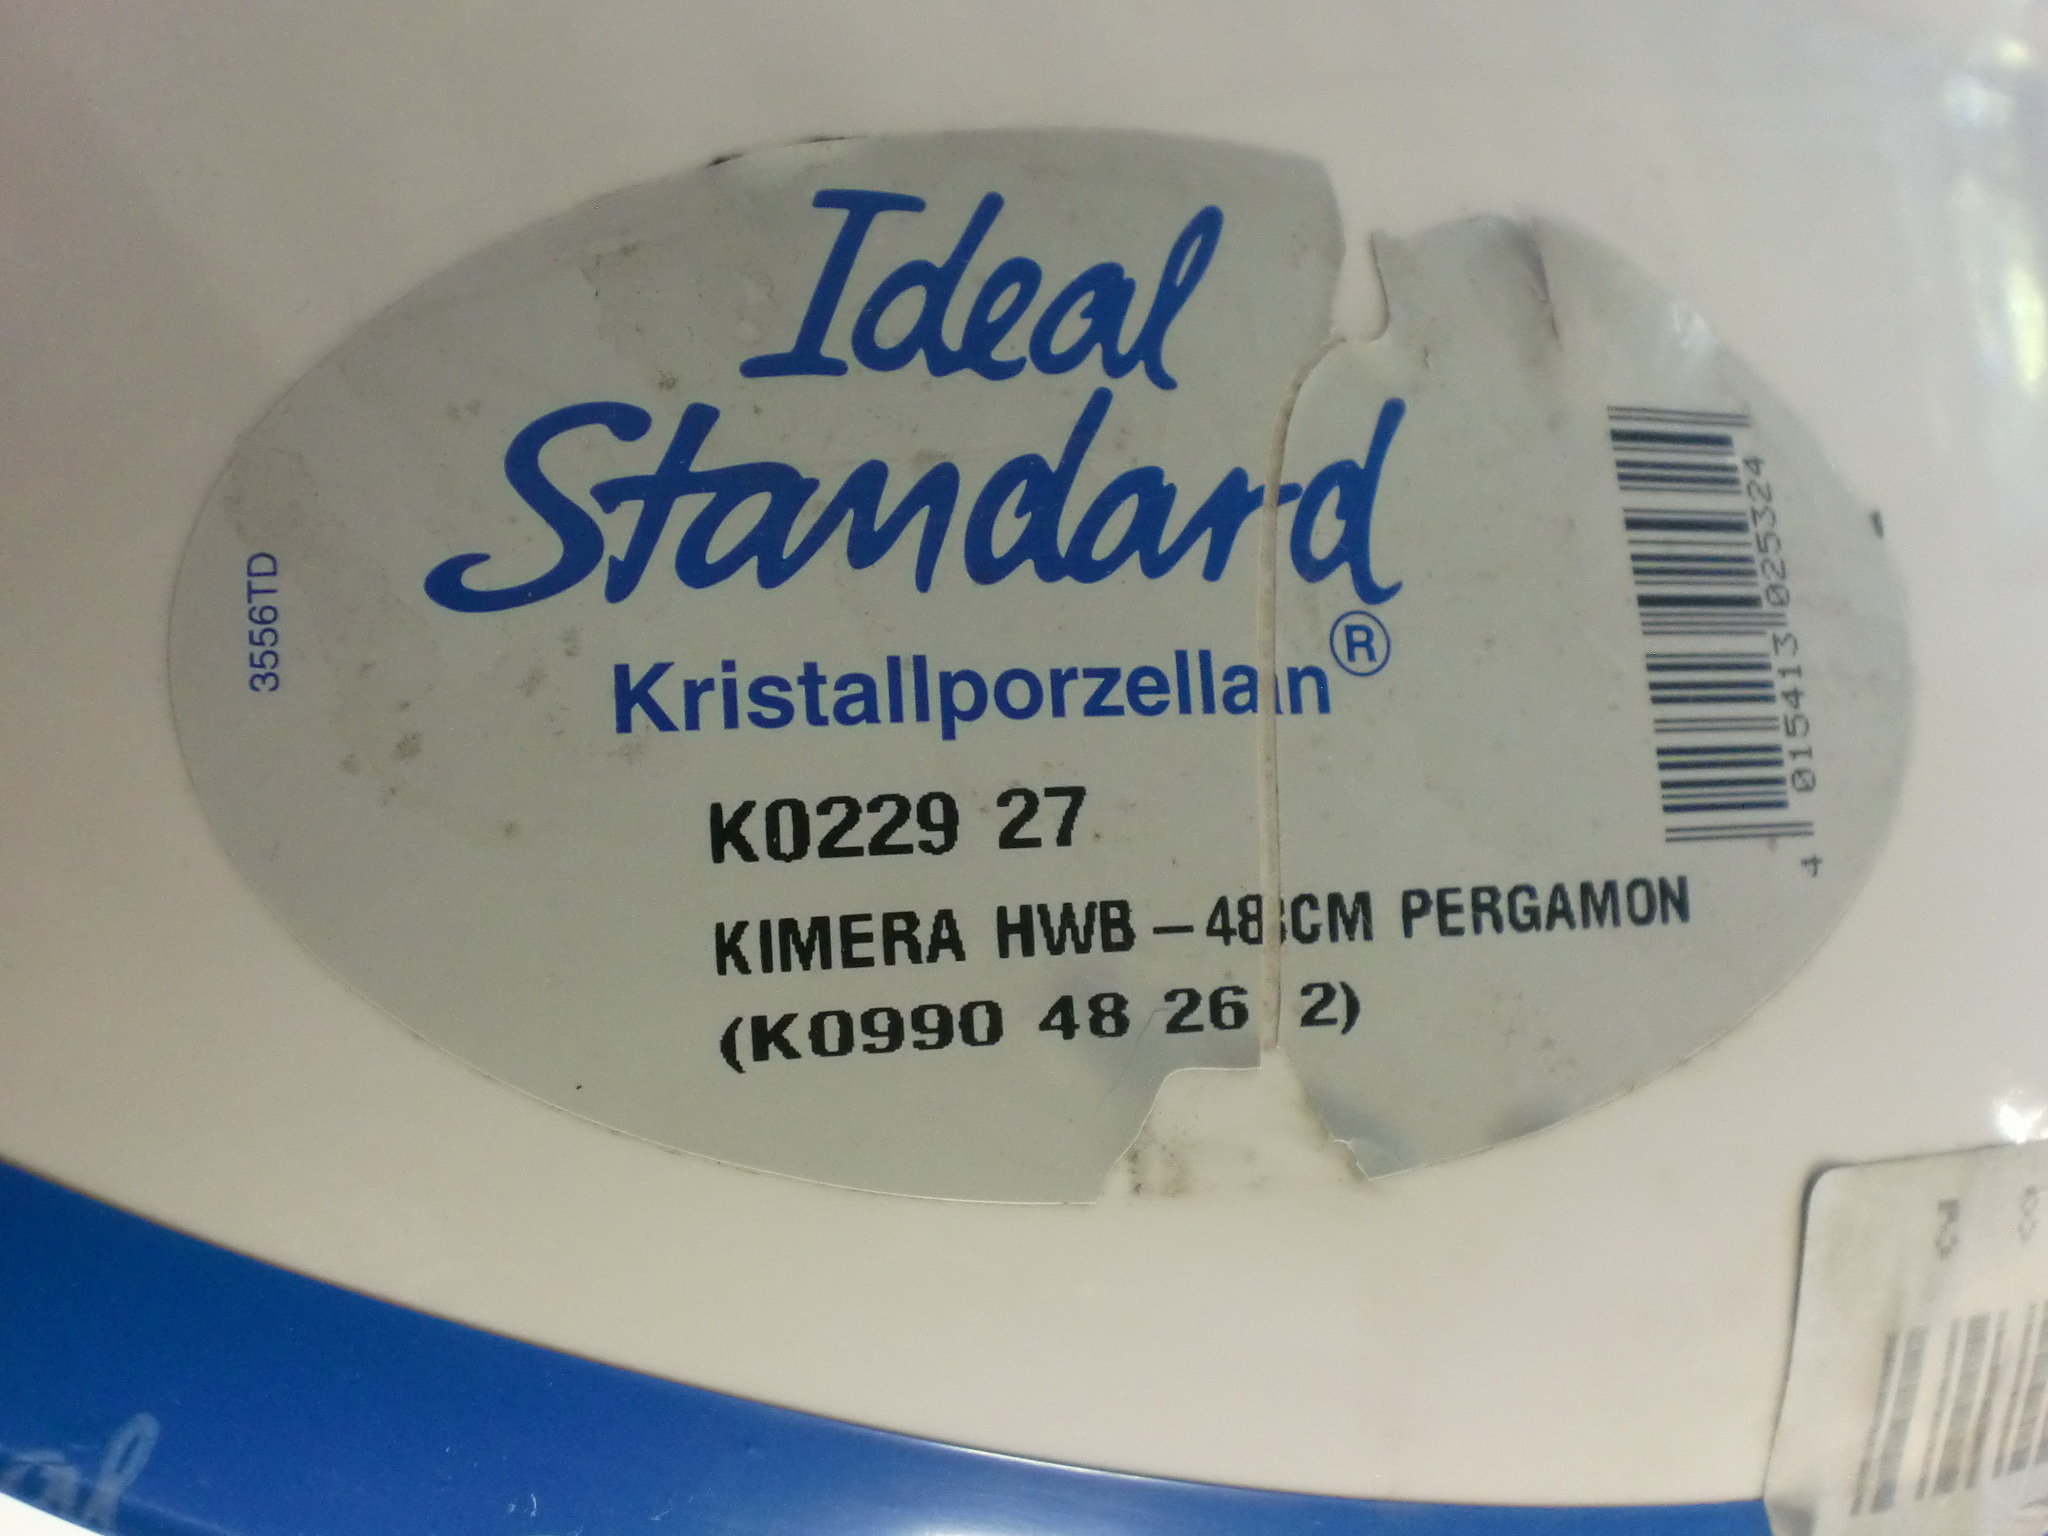 Ideal
Standard
Kristallporzellan®
K0229 27
KIMERA HWB – 48CM PERGAMON
(K0990 48 26 2)
3556TD
4 015413 025324